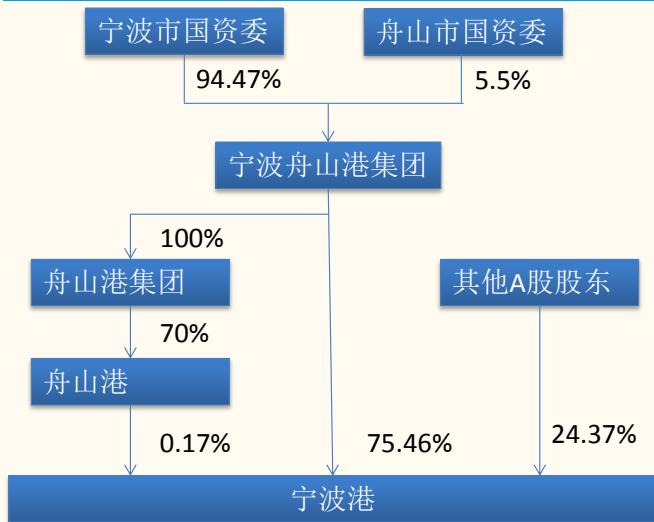 宁波市国资委
舟山市国资委
94.47%
5.5%
宁波舟山港集团
100%
舟山港集团
其他A股股东
70%
舟山港
0.17%
75.46%
24.37%
宁波港